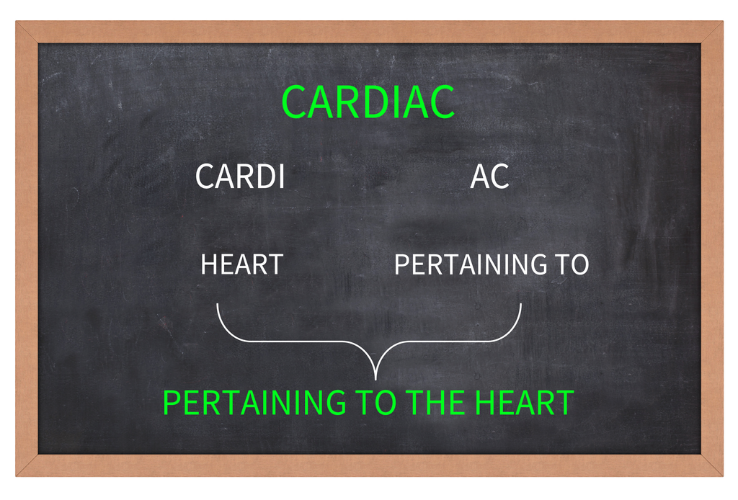 CARDIAC
CARDI AC
HEART PERTAINING TO
PERTAINING TO THE HEART